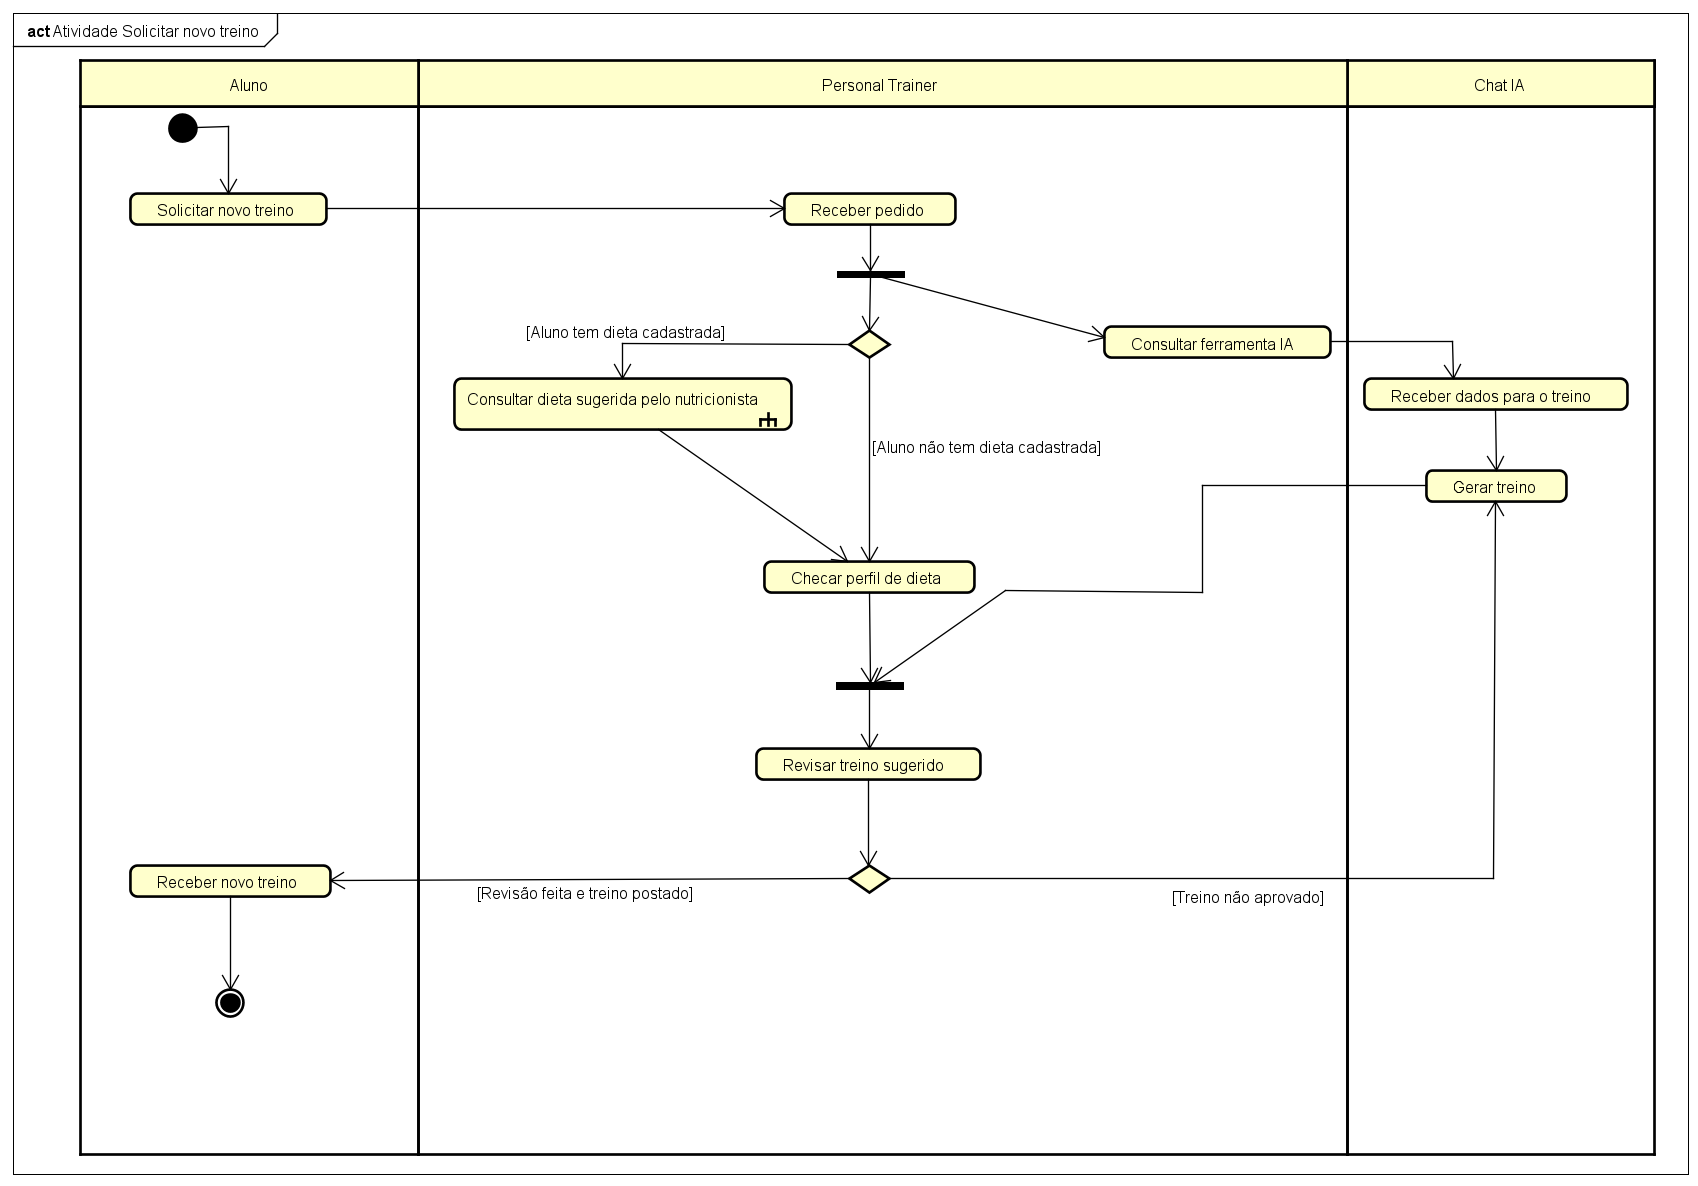 act Atividade Solicitar novo treino
Aluno
Personal Trainer
Chat IA
Solicitar novo treino
Receber pedido
[Aluno tem dieta cadastrada]
Consultar ferramenta IA
Consultar dieta sugerida pelo nutricionista
Receber dados para o treino
[Aluno não tem dieta cadastrada]
Gerar treino
Checar perfil de dieta
Revisar treino sugerido
Receber novo treino
[Revisão feita e treino postado]
[Treino não aprovado]